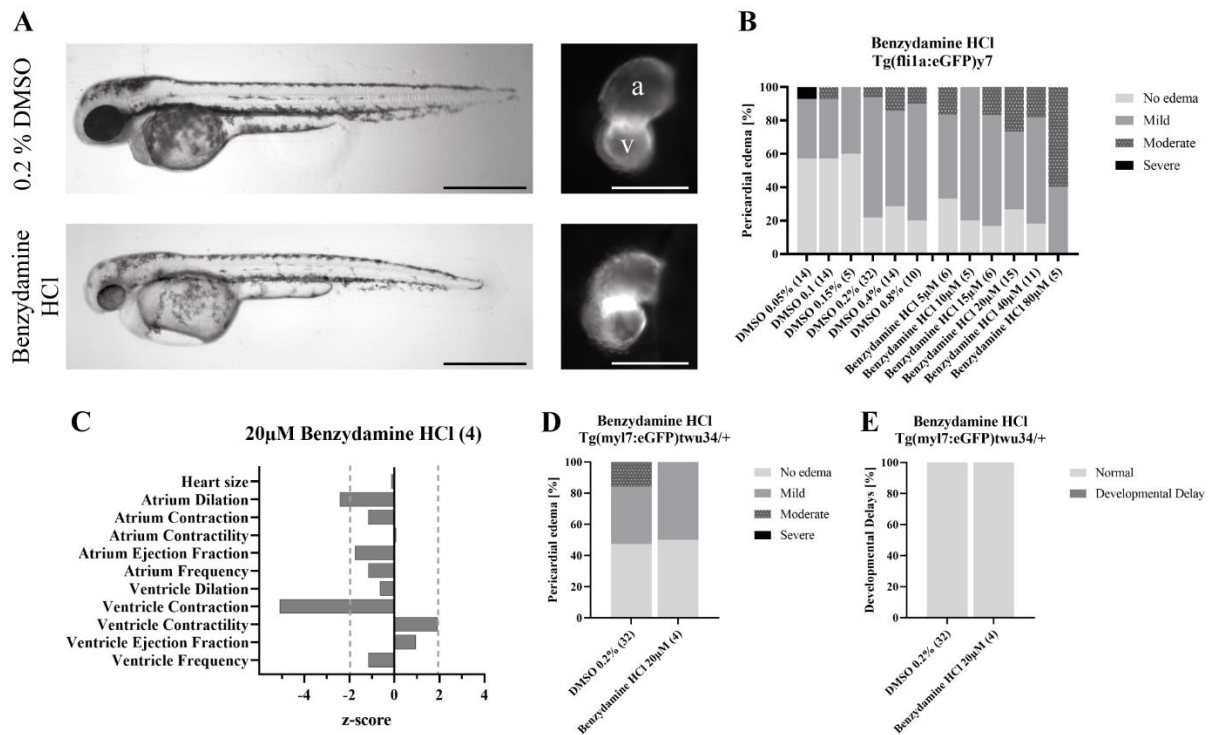 A
0.2 % DMSO
a
v
Benzydamine
HCl
B
Benzydamine HCl
Tg(fli1a:eGFP)y7
Pericardial edema [%]
100
80
60
40
20
0
DMSO 0.05% (14)
DMSO 0.1 (14)
DMSO 0.15% (5)
DMSO 0.2% (32)
DMSO 0.4% (14)
DMSO 0.8% (10)
Benzydamine HCl 5µM (6)
Benzydamine HCl 10µM (5)
Benzydamine HCl 15µM (6)
Benzydamine HCl 20µM (15)
Benzydamine HCl 40µM (11)
Benzydamine HCl 80µM (5)
No edema
Mild
Moderate
Severe
C
20µM Benzydamine HCl (4)
Heart size
Atrium Dilation
Atrium Contraction
Atrium Contractility
Atrium Ejection Fraction
Atrium Frequency
Ventricle Dilation
Ventricle Contraction
Ventricle Contractility
Ventricle Ejection Fraction
Ventricle Frequency
-4 -2 0 2 4
z-score
D
Benzydamine HCl
Tg(myl7:eGFP)twu34/+
Pericardial edema [%]
100
80
60
40
20
0
DMSO 0.2% (32)
Benzydamine HCl 20µM (4)
No edema
Mild
Moderate
Severe
E
Benzydamine HCl
Tg(myl7:eGFP)twu34/+
Developmental Delays [%]
100
80
60
40
20
0
DMSO 0.2% (32)
Benzydamine HCl 20µM (4)
Normal
Developmental Delay